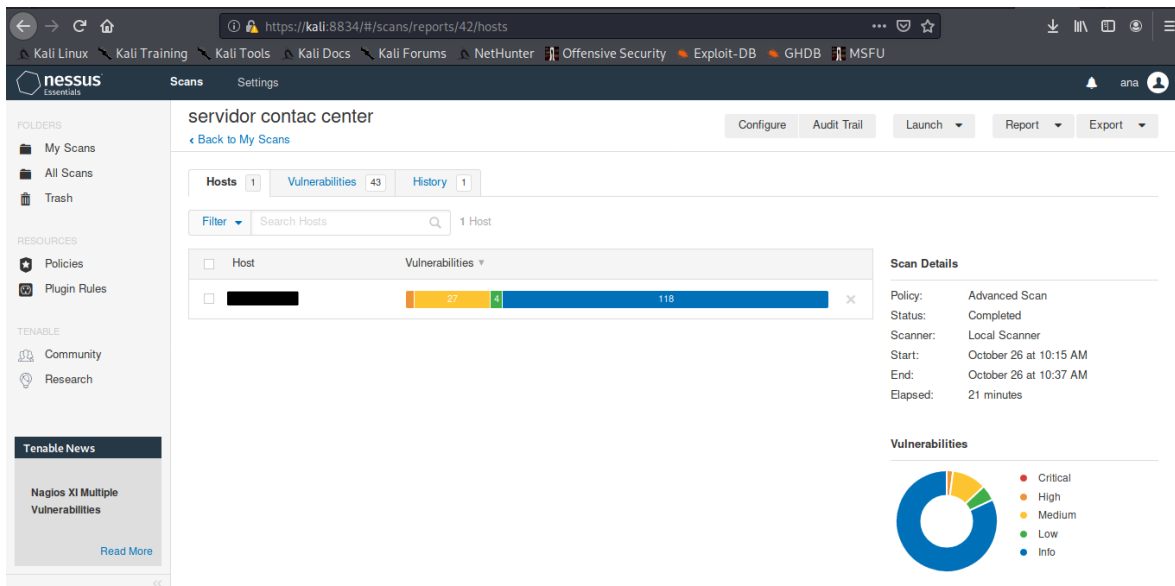 https://kali:8834/#/scans/reports/42/hosts
Kali Linux Kali Training Kali Tools Kali Docs Kali Forums NetHunter Offensive Security Exploit-DB GHDB MSFU
nessus Essentials Scans Settings ana
FOLDERS
My Scans
All Scans
Trash
RESOURCES
Policies
Plugin Rules
TENABLE
Community
Research
Tenable News
Nagios XI Multiple
Vulnerabilities
Read More
servidor contac center
Back to My Scans
Configure Audit Trail Launch Report Export
Hosts 1 Vulnerabilities 43 History 1
Filter Search Hosts 1 Host
Host Vulnerabilities
27 4 118
Scan Details
Policy: Advanced Scan
Status: Completed
Scanner: Local Scanner
Start: October 26 at 10:15 AM
End: October 26 at 10:37 AM
Elapsed: 21 minutes
Vulnerabilities
Critical
High
Medium
Low
Info